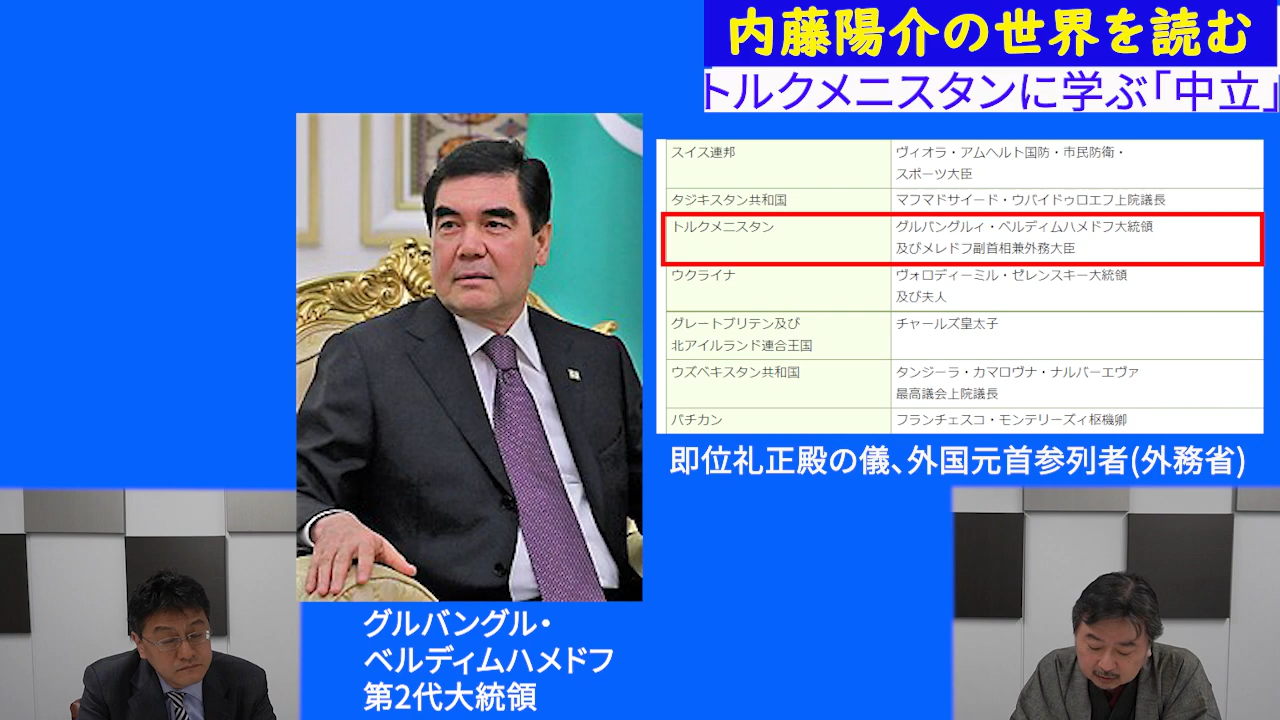 内藤陽介の世界を読む
トルクメニスタンに学ぶ「中立」
スイス連邦
ヴィオラ・アムヘルト国防・市民防衛・
スポーツ大臣
タジキスタン共和国
マフマドサイード・ウバイドゥロエフ上院議長
トルクメニスタン
グルバングルィ・ベルディムハメドフ大統領
及びメレドフ副首相兼外務大臣
ウクライナ
ヴォロディーミル・ゼレンスキー大統領
及び夫人
グレートブリテン及び
北アイルランド連合王国
チャールズ皇太子
ウズベキスタン共和国
タンジーラ・カマロヴナ・ナルバーエヴァ
最高議会上院議長
バチカン
フランチェスコ・モンテリーズィ枢機卿
即位礼正殿の儀、外国元首参列者(外務省)
グルバングル・
ベルディムハメドフ
第2代大統領